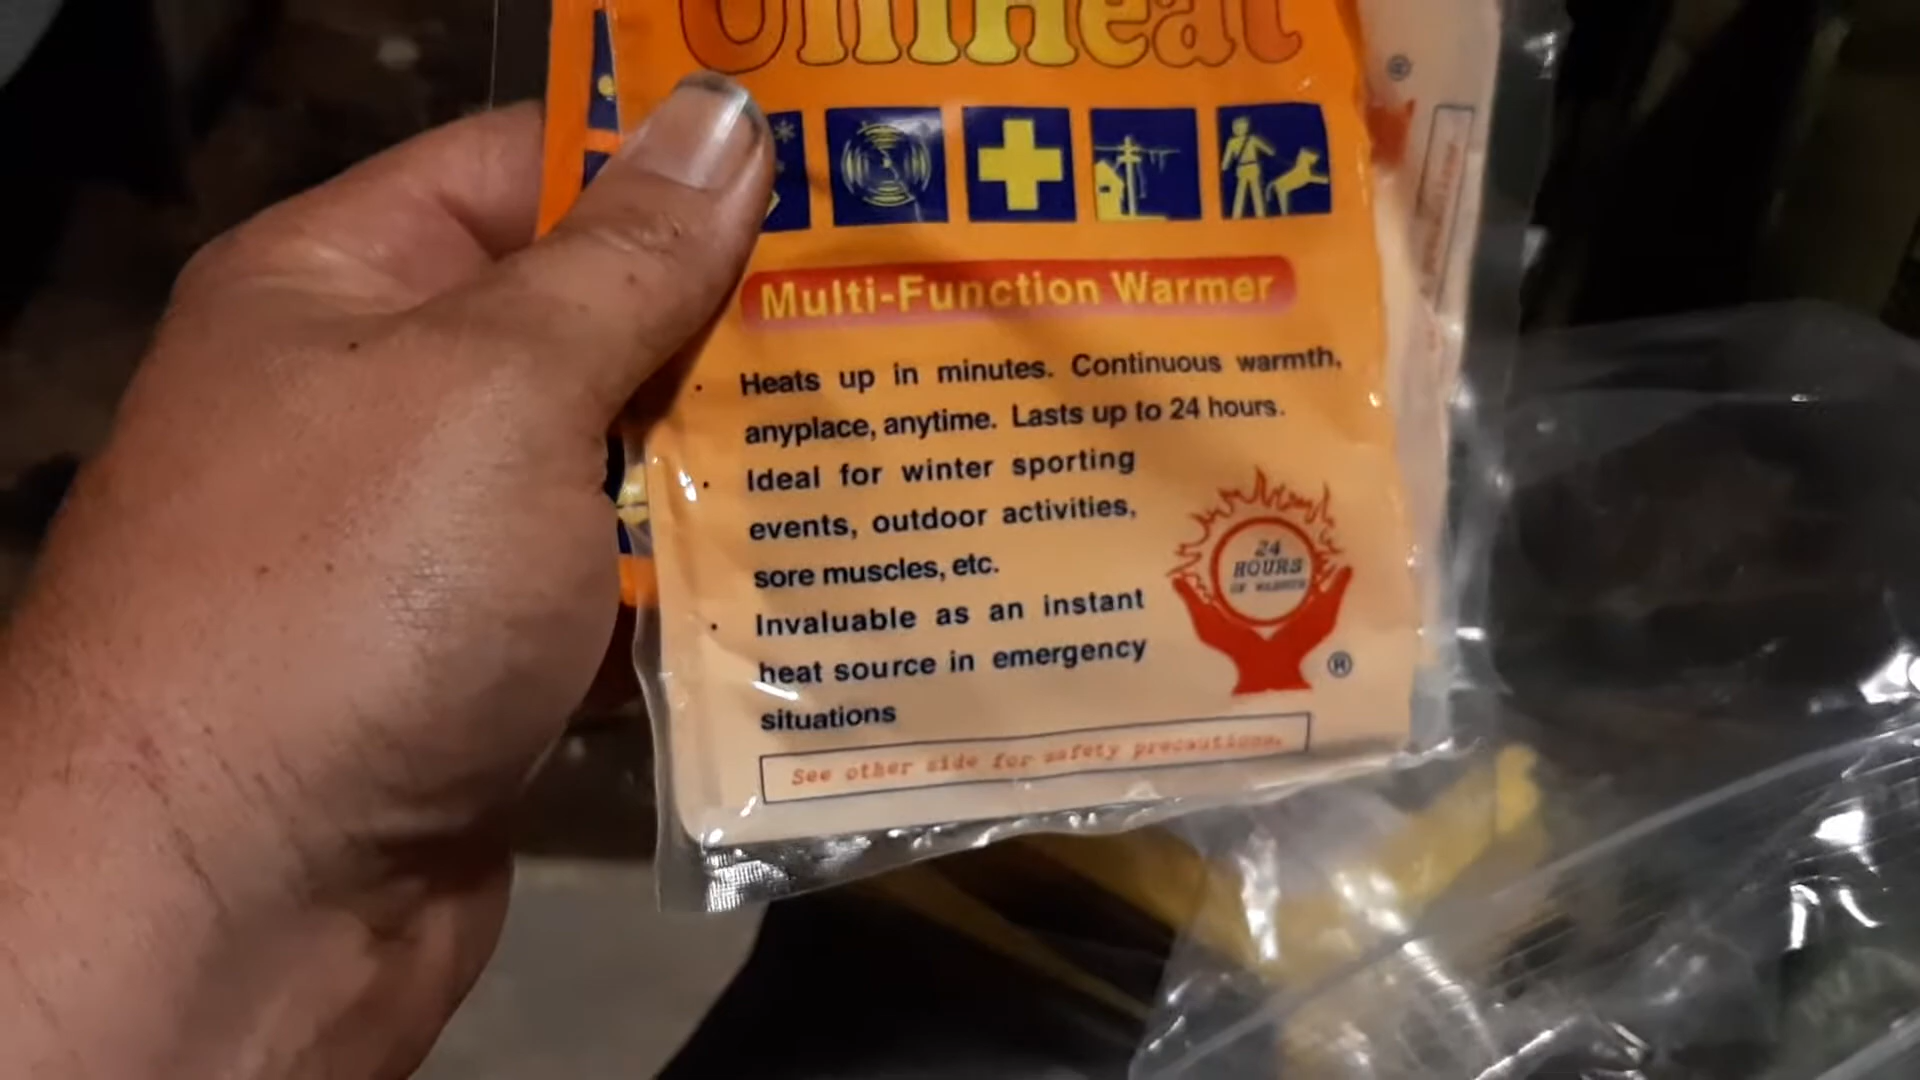 UniHeat
Multi-Function Warmer
· Heats up in minutes. Continuous warmth,
anyplace, anytime. Lasts up to 24 hours.
· Ideal for winter sporting
events, outdoor activities,
sore muscles, etc.
· Invaluable as an instant
heat source in emergency
situations
24
HOURS
OF WARMTH
®
See other side for safety precautions.
®